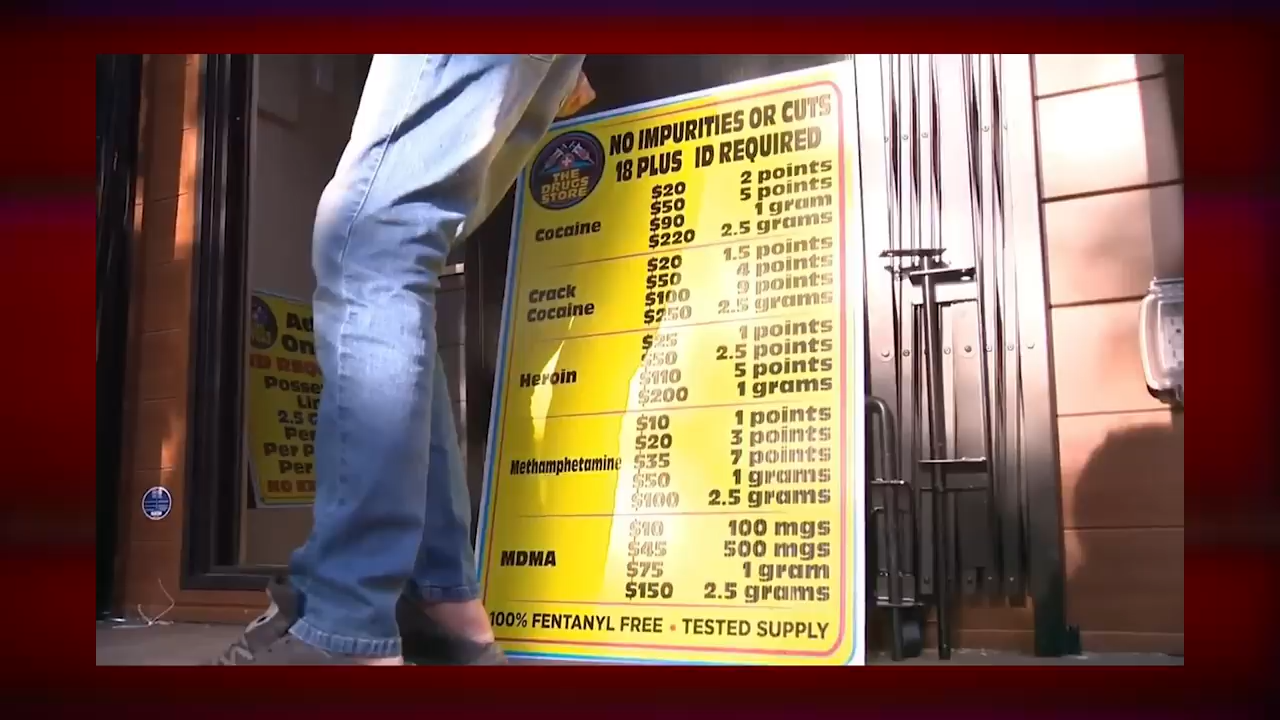 NO IMPURITIES OR CUTS
18 PLUS ID REQUIRED
THE
DRUGS
STORE
Cocaine
$20 2 points
$50 5 points
$90 1 gram
$220 2.5 grams
Crack
Cocaine
$20 1.5 points
$50 4 points
$100 9 points
$250 2.5 grams
Heroin
$25 1 points
$50 2.5 points
$110 5 points
$200 1 grams
Methamphetamine
$10 1 points
$20 3 points
$35 7 points
$50 1 grams
$100 2.5 grams
MDMA
$10 100 mgs
$45 500 mgs
$75 1 gram
$150 2.5 grams
100% FENTANYL FREE • TESTED SUPPLY
Per
Per